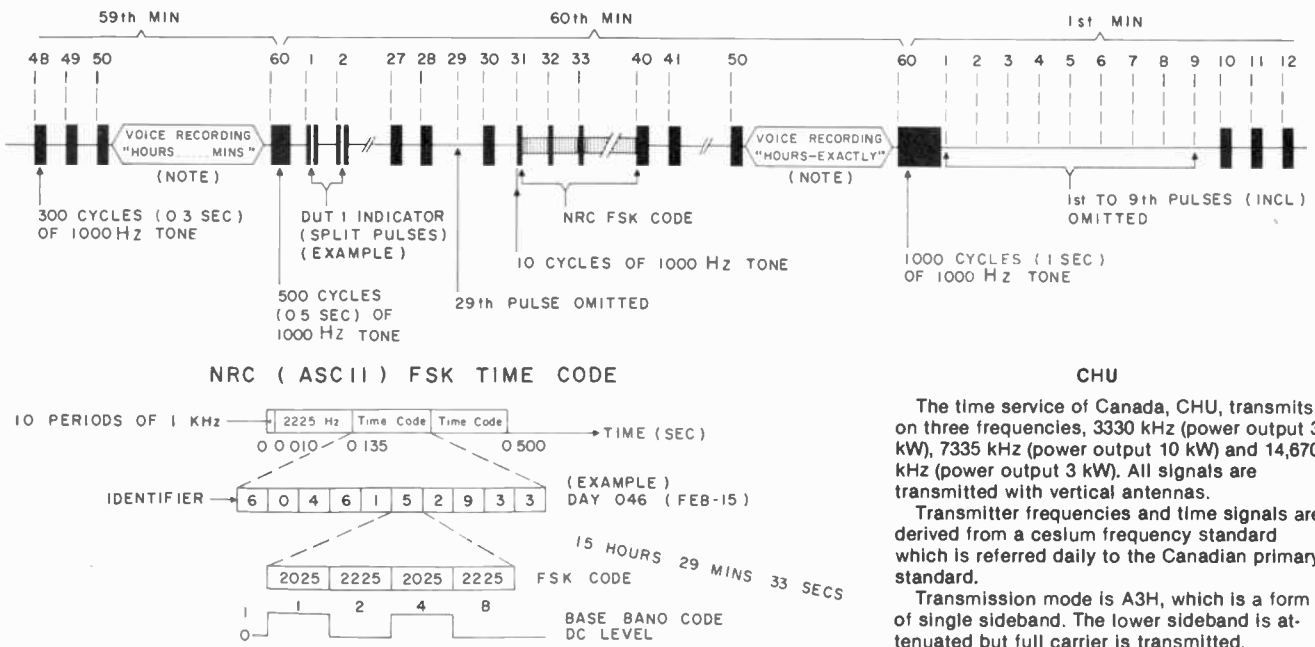 59th MIN 60th MIN 1st MIN
48 49 50 60 1 2 27 28 29 30 31 32 33 40 41 50 60 1 2 3 4 5 6 7 8 9 10 11 12
VOICE RECORDING
"HOURS.....MINS"
(NOTE)
VOICE RECORDING
"HOURS-EXACTLY"
(NOTE)
300 CYCLES (0 3 SEC)
OF 1000 Hz TONE
DUT 1 INDICATOR
(SPLIT PULSES)
(EXAMPLE)
NRC FSK CODE
1st TO 9th PULSES (INCL)
OMITTED
10 CYCLES OF 1000 Hz TONE
1000 CYCLES (1 SEC)
OF 1000 Hz TONE
500 CYCLES
(0 5 SEC) OF
1000 Hz TONE
29th PULSE OMITTED
NRC (ASCII) FSK TIME CODE
10 PERIODS OF 1 KHz
2225 Hz Time Code Time Code
TIME (SEC)
0 0 010 0 135 0 500
IDENTIFIER
6 0 4 6 1 5 2 9 3 3
(EXAMPLE)
DAY 046 (FEB-15)
15 HOURS 29 MINS 33 SECS
2025 2225 2025 2225
FSK CODE
1 2 4 8
1
0
BASE BANO CODE
DC LEVEL
CHU
The time service of Canada, CHU, transmits
on three frequencies, 3330 kHz (power output 3
kW), 7335 kHz (power output 10 kW) and 14,670
kHz (power output 3 kW). All signals are
transmitted with vertical antennas.
Transmitter frequencies and time signals are
derived from a cesium frequency standard
which is referred daily to the Canadian primary
standard.
Transmission mode is A3H, which is a form
of single sideband. The lower sideband is at-
tenuated but full carrier is transmitted.